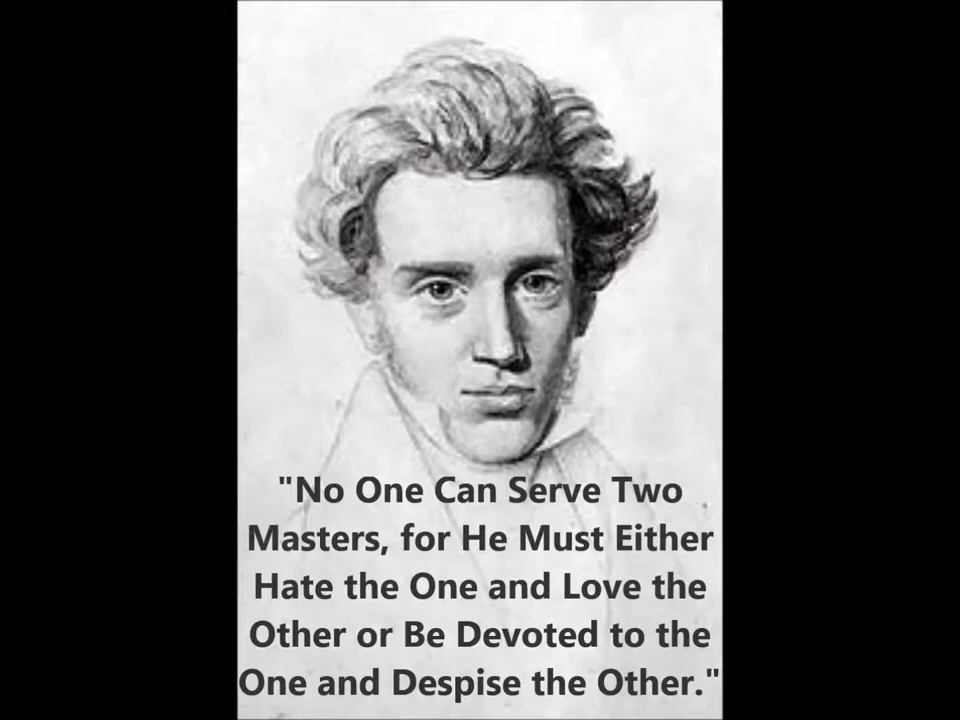 "No One Can Serve Two
Masters, for He Must Either
Hate the One and Love the
Other or Be Devoted to the
One and Despise the Other."